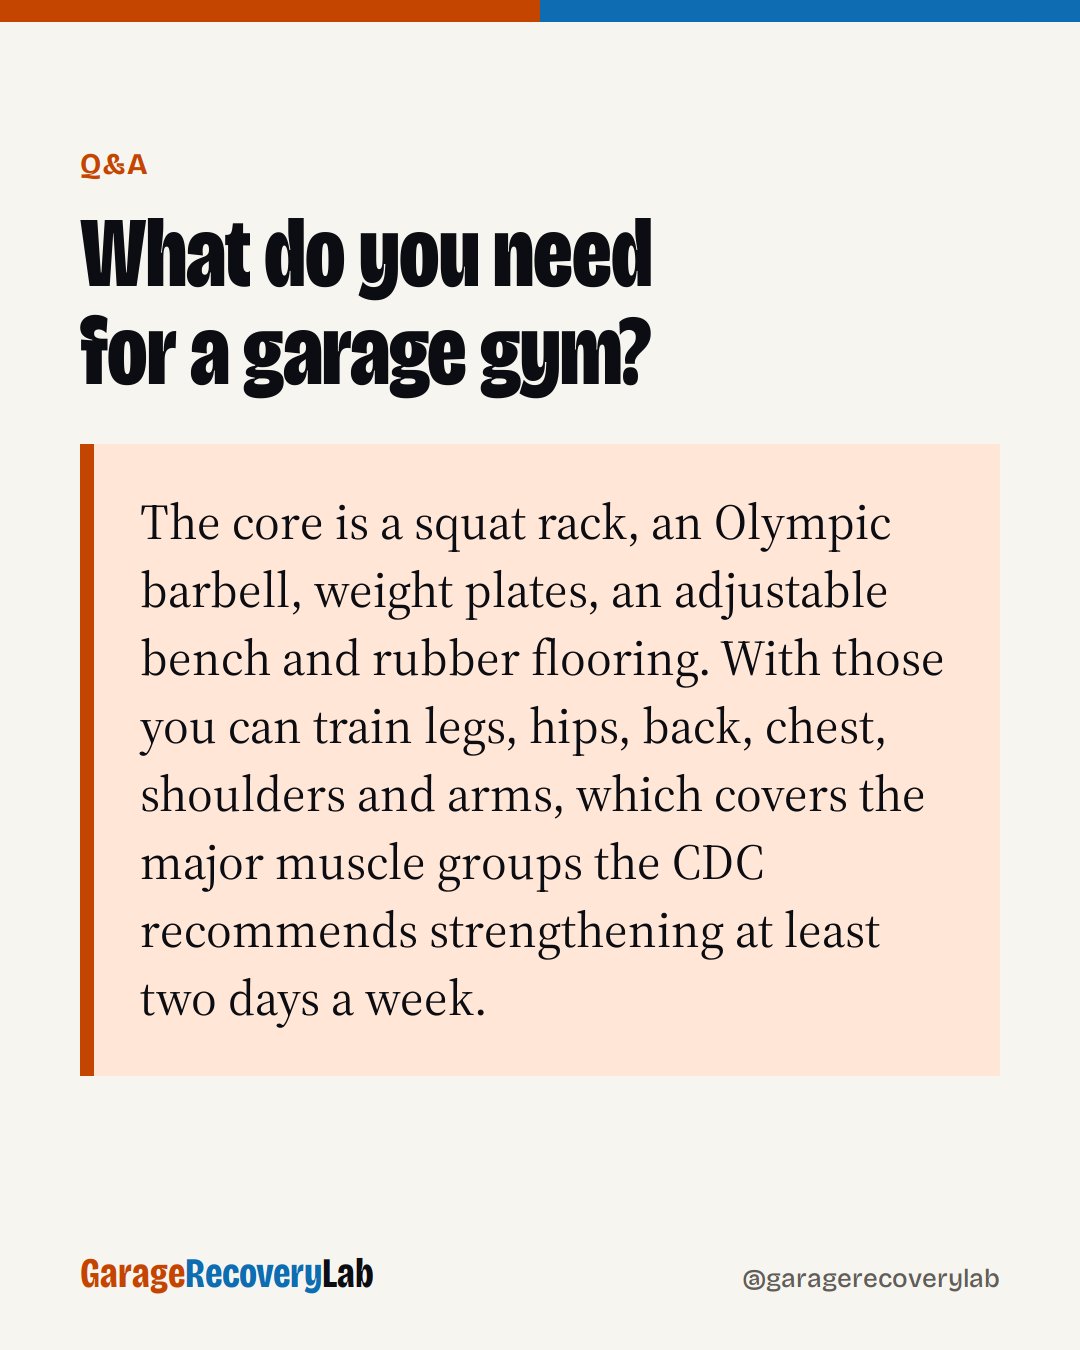 Q&A
What do you need
for a garage gym?
The core is a squat rack, an Olympic
barbell, weight plates, an adjustable
bench and rubber flooring. With those
you can train legs, hips, back, chest,
shoulders and arms, which covers the
major muscle groups the CDC
recommends strengthening at least
two days a week.
GarageRecoveryLab
@garagerecoverylab